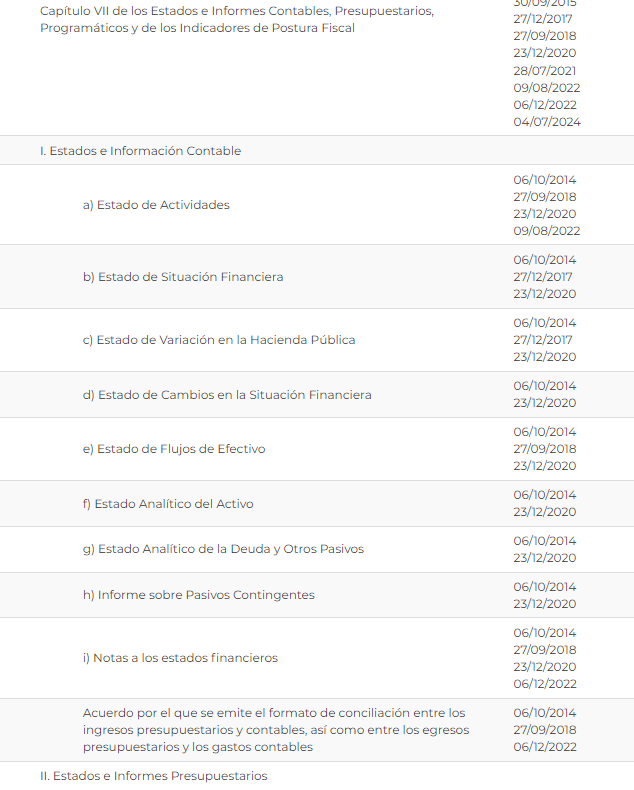 30/09/2015
Capítulo VII de los Estados e Informes Contables, Presupuestarios,
Programáticos y de los Indicadores de Postura Fiscal
27/12/2017
27/09/2018
23/12/2020
28/07/2021
09/08/2022
06/12/2022
04/07/2024
I. Estados e Información Contable
a) Estado de Actividades
06/10/2014
27/09/2018
23/12/2020
09/08/2022
b) Estado de Situación Financiera
06/10/2014
27/12/2017
23/12/2020
c) Estado de Variación en la Hacienda Pública
06/10/2014
27/12/2017
23/12/2020
d) Estado de Cambios en la Situación Financiera
06/10/2014
23/12/2020
e) Estado de Flujos de Efectivo
06/10/2014
27/09/2018
23/12/2020
f) Estado Analítico del Activo
06/10/2014
23/12/2020
g) Estado Analítico de la Deuda y Otros Pasivos
06/10/2014
23/12/2020
h) Informe sobre Pasivos Contingentes
06/10/2014
23/12/2020
i) Notas a los estados financieros
06/10/2014
27/09/2018
23/12/2020
06/12/2022
Acuerdo por el que se emite el formato de conciliación entre los
ingresos presupuestarios y contables, así como entre los egresos
presupuestarios y los gastos contables
06/10/2014
27/09/2018
06/12/2022
II. Estados e Informes Presupuestarios